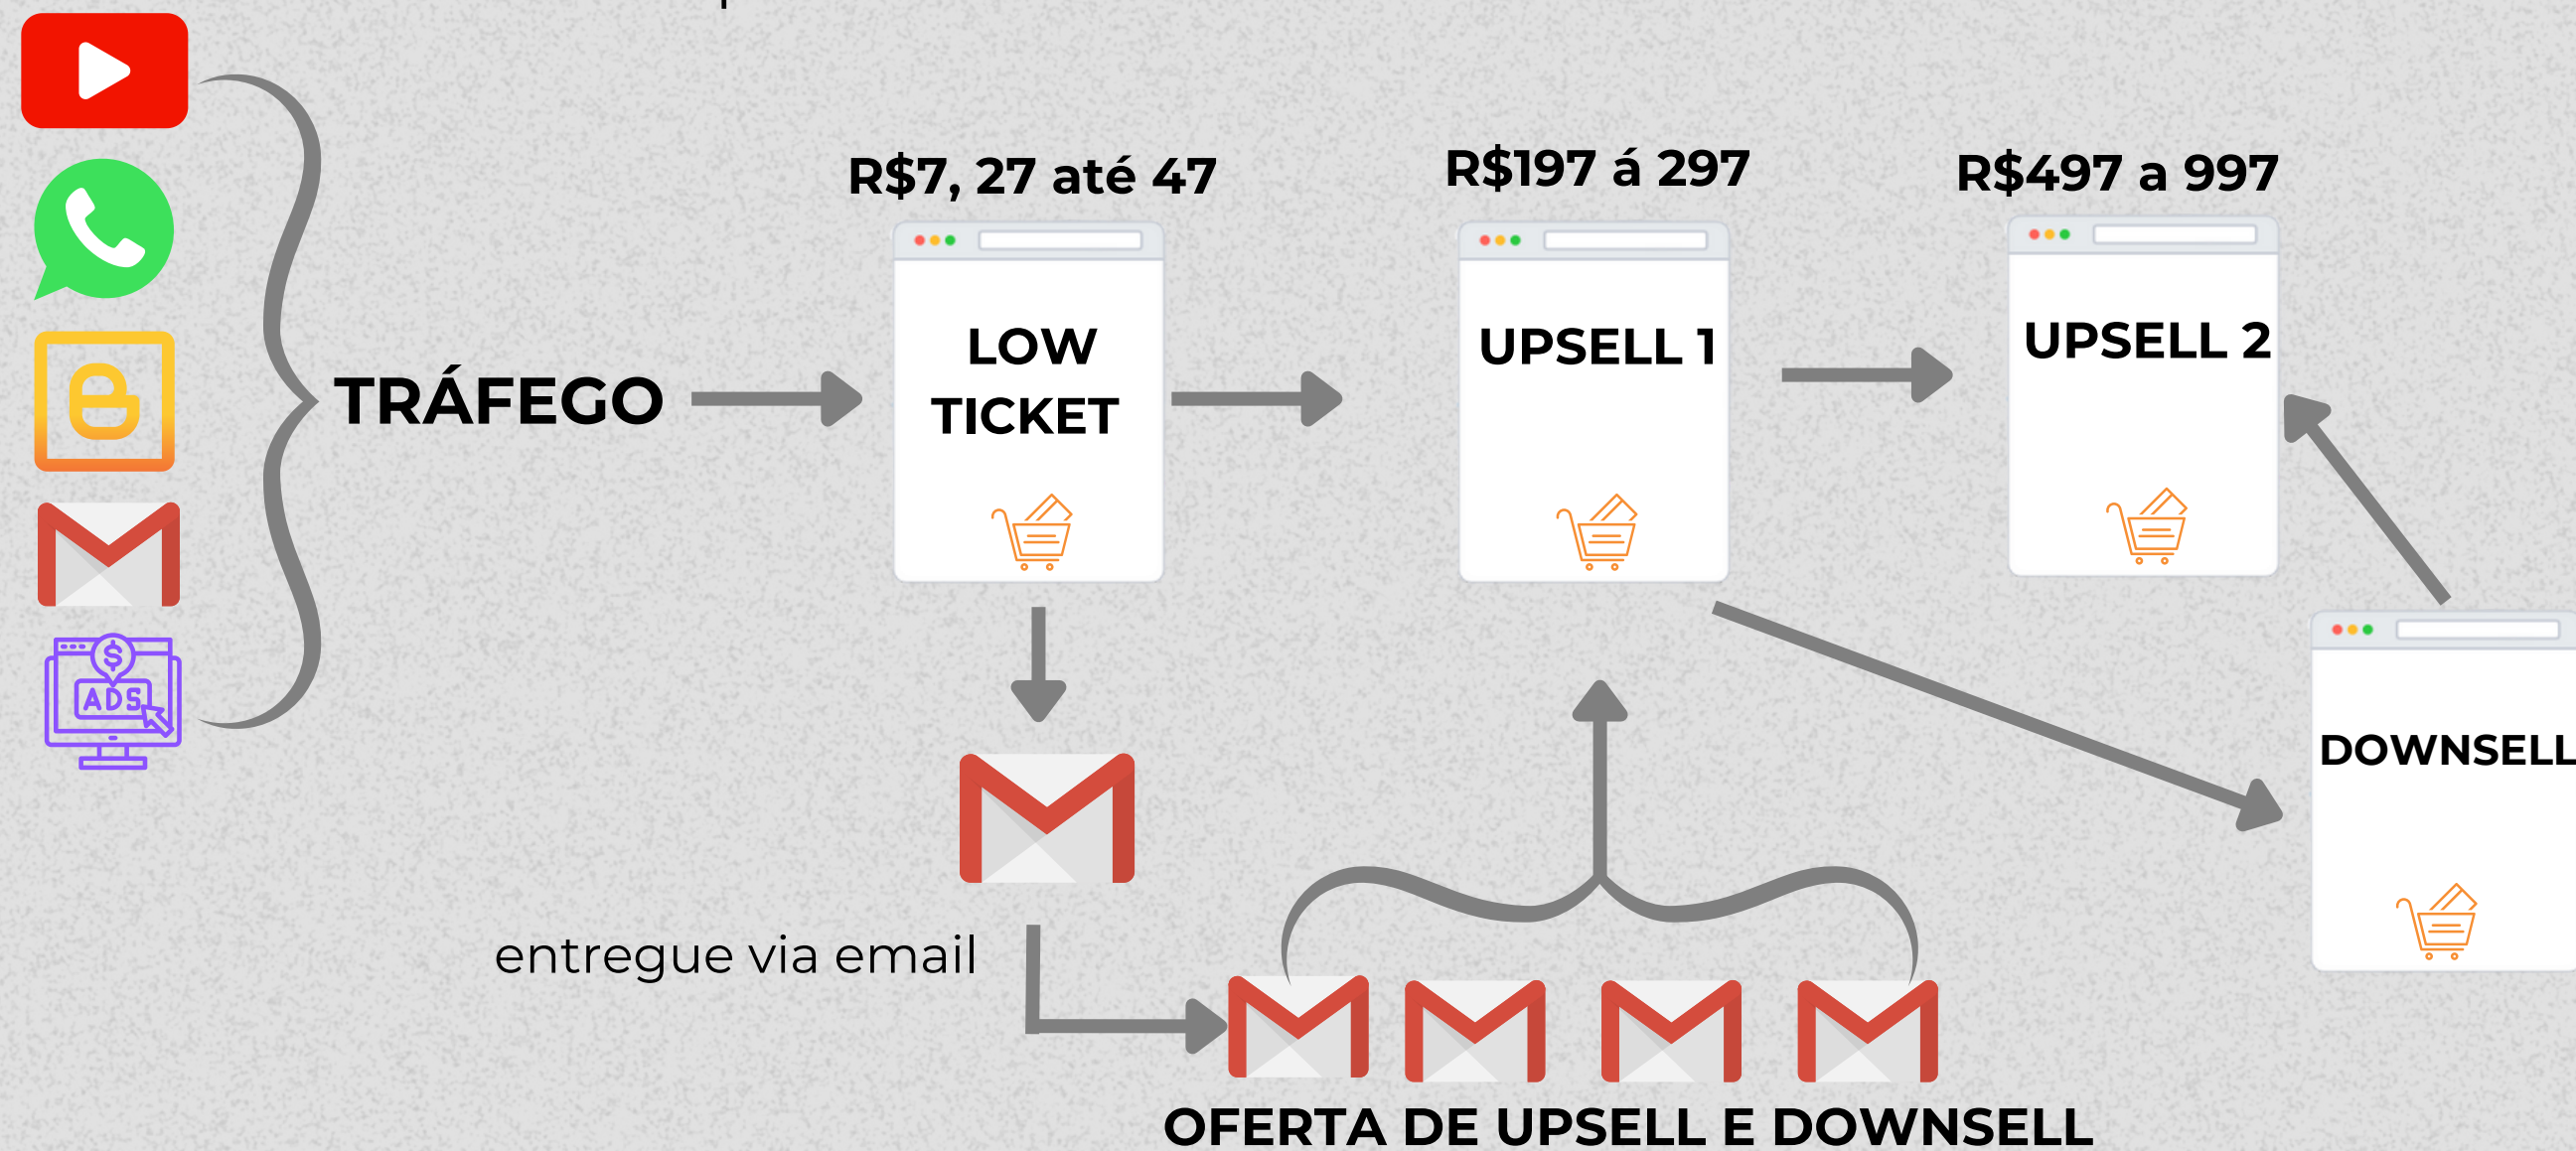 R$7, 27 até 47
R$197 á 297
R$497 a 997
LOW
TICKET
UPSELL 1
UPSELL 2
TRÁFEGO
ADS
DOWNSELL
entregue via email
OFERTA DE UPSELL E DOWNSELL